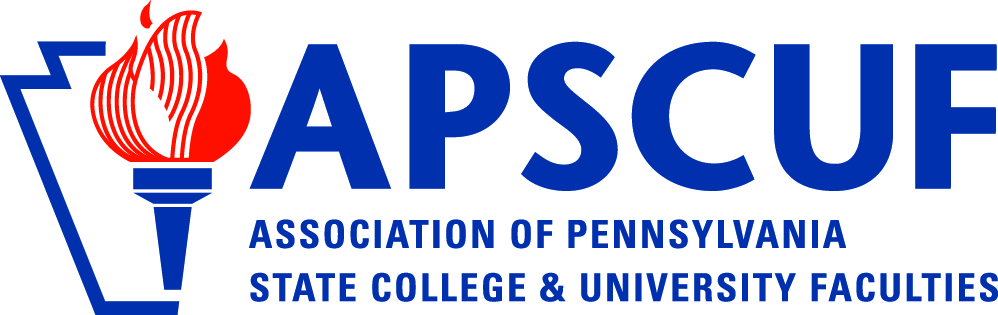 APSCUF
ASSOCIATION OF PENNSYLVANIA
STATE COLLEGE & UNIVERSITY FACULTIES